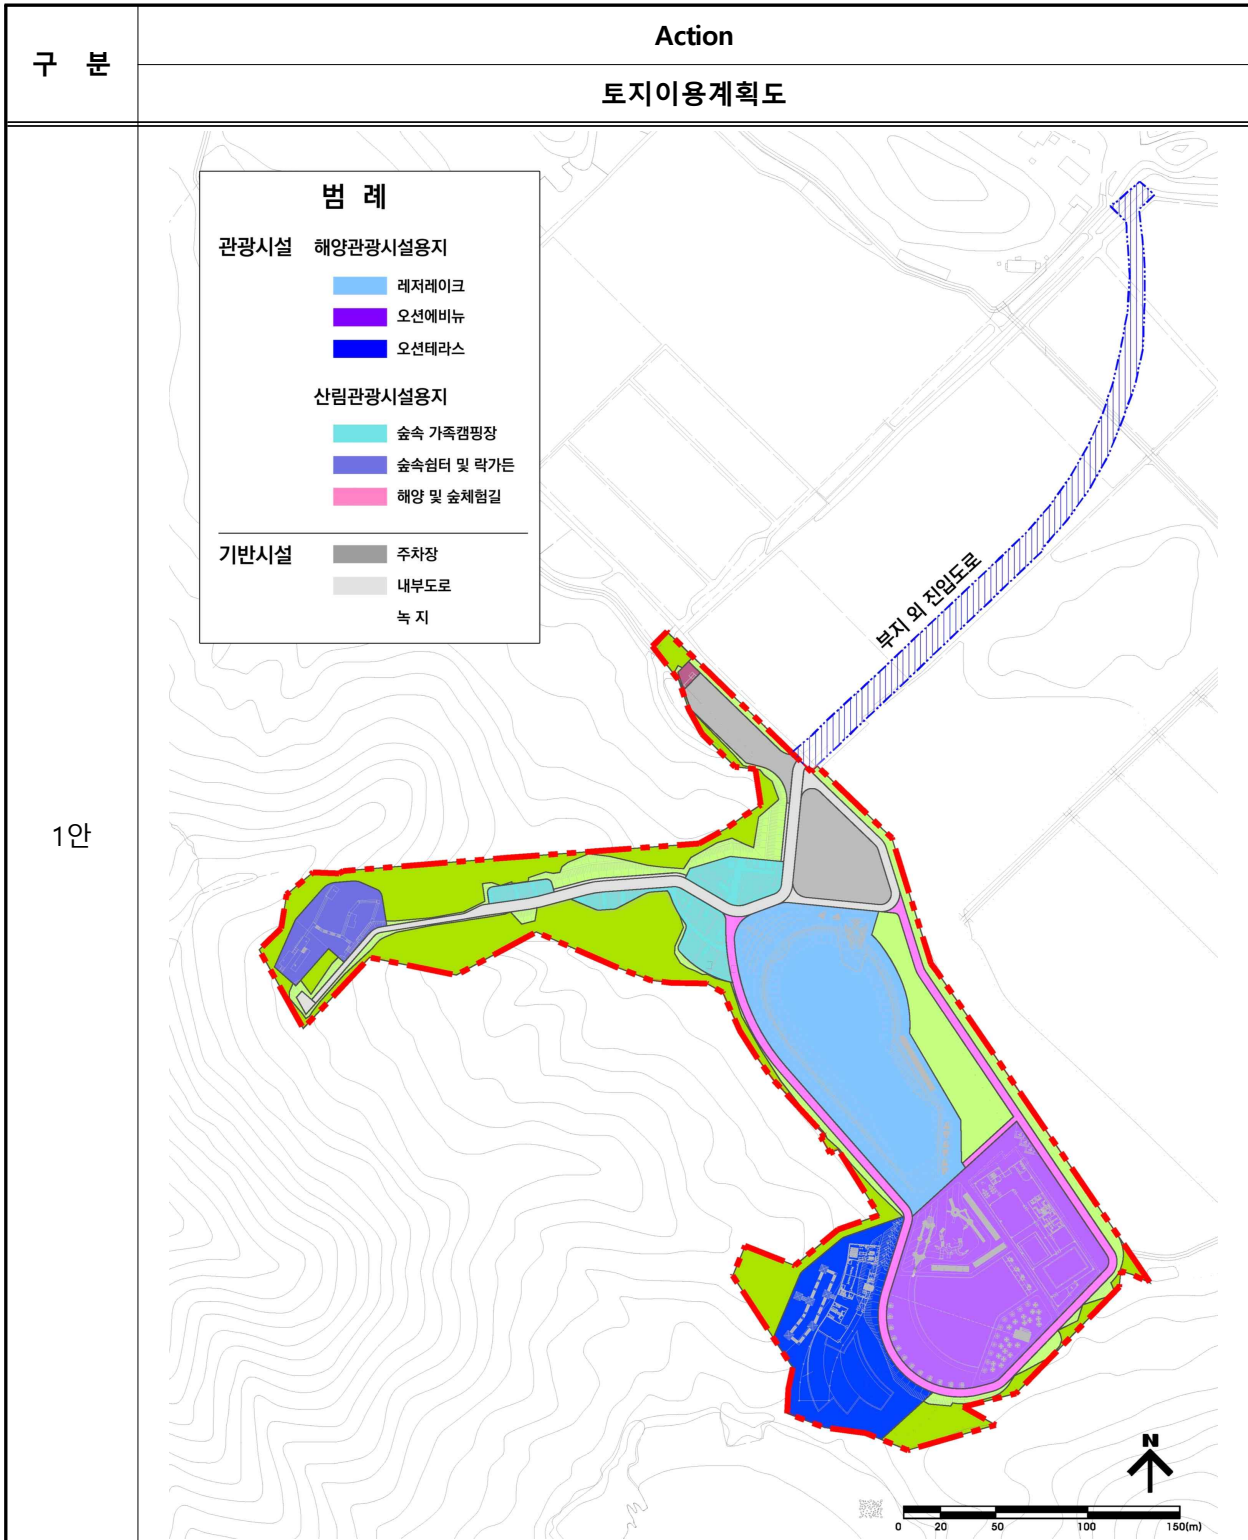 구 분
Action
토지이용계획도
1안
범 례
관광시설 해양관광시설용지
레저레이크
오션에비뉴
오션테라스
산림관광시설용지
숲속 가족캠핑장
숲속쉼터 및 락가든
해양 및 숲체험길
기반시설 주차장
내부도로
녹 지
부지 외 진입도로
N
0 20 50 100 150(m)